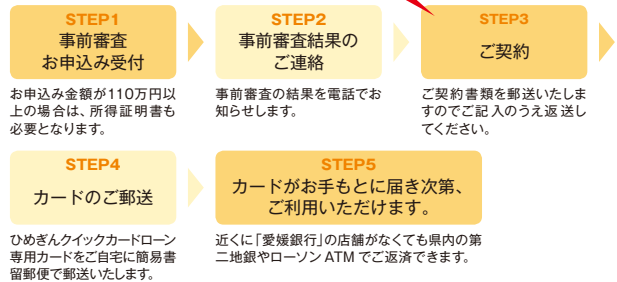 STEP1
事前審査
お申込み受付
お申込み金額が110万円以
上の場合は、所得証明書も
必要となります。
STEP2
事前審査結果の
ご連絡
事前審査の結果を電話でお
知らせします。
STEP3
ご契約
ご契約書類を郵送いたしま
すのでご記入のうえ返送し
てください。
STEP4
カードのご郵送
ひめぎんクイックカードローン
専用カードをご自宅に簡易書
留郵便で郵送いたします。
STEP5
カードがお手もとに届き次第、
ご利用いただけます。
近くに「愛媛銀行」の店舗がなくても県内の第
二地銀やローソンATMでご返済できます。